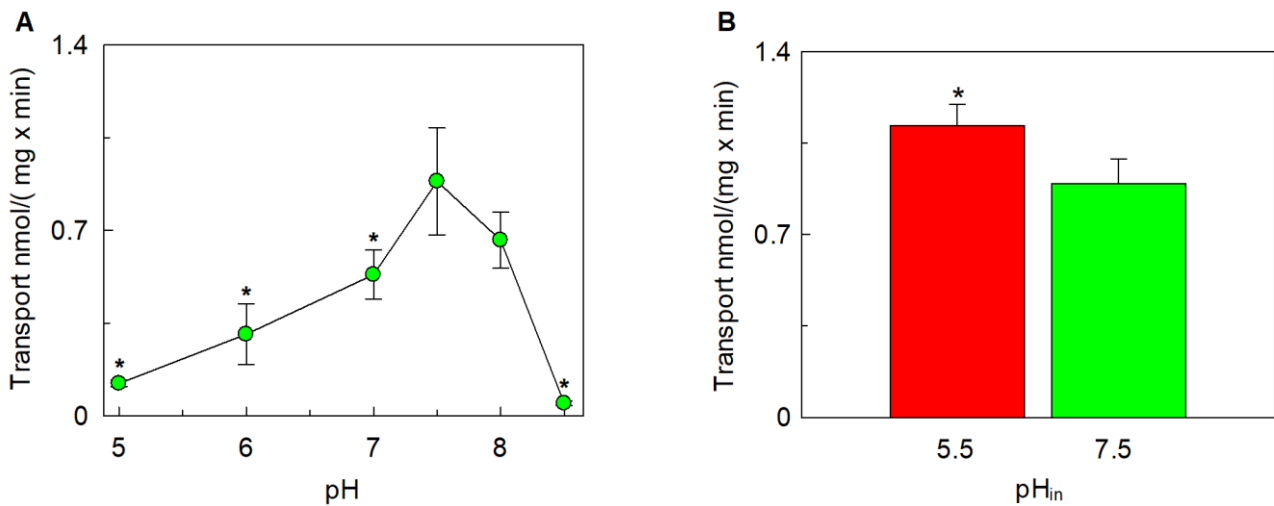 A
Transport nmol/( mg x min)
1.4
0.7
0
* * * *
5 6 7 8
pH
B
Transport nmol/(mg x min)
1.4
0.7
0
*
5.5 7.5
pHin